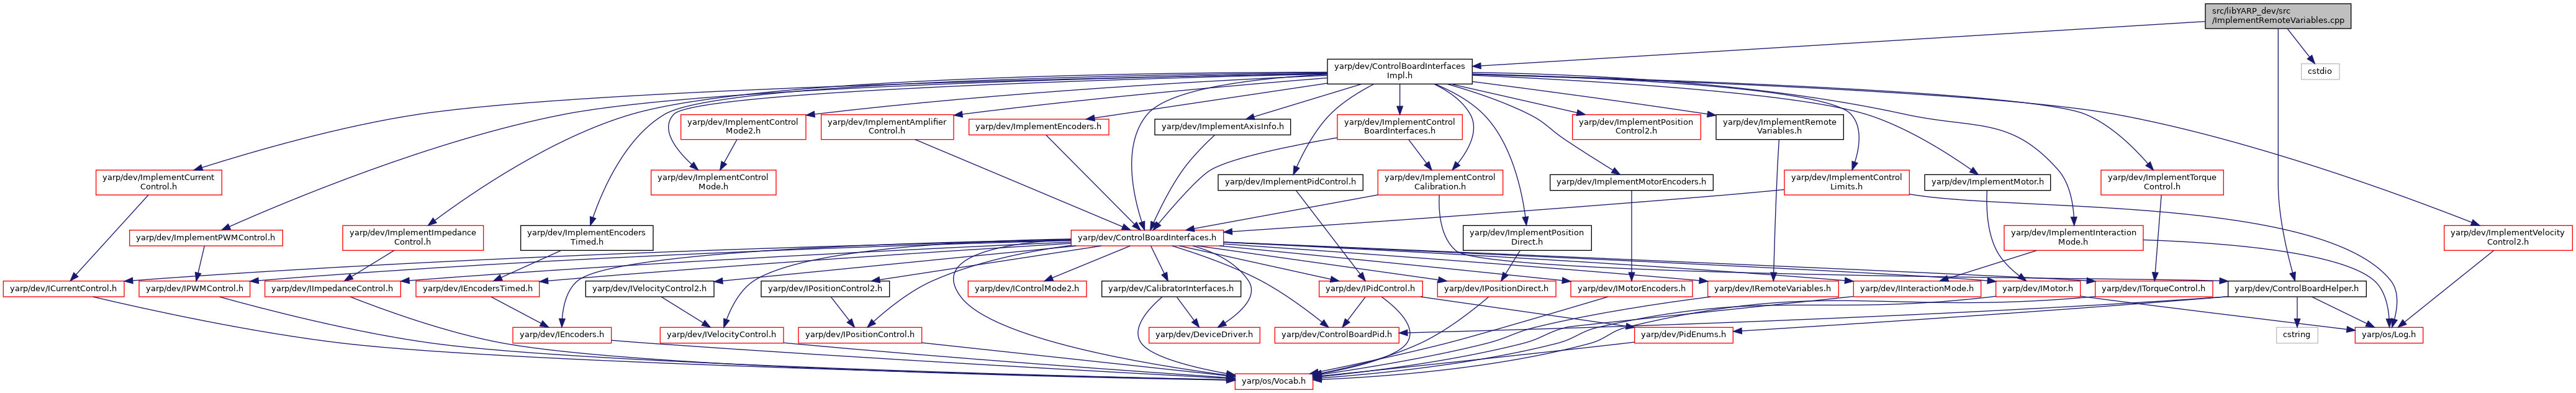 src/libYARP_dev/src
/ImplementRemoteVariables.cpp
yarp/dev/ControlBoardInterfaces
Impl.h
cstdio
yarp/dev/ImplementControl
Mode2.h
yarp/dev/ImplementAmplifier
Control.h
yarp/dev/ImplementEncoders.h
yarp/dev/ImplementAxisInfo.h
yarp/dev/ImplementControl
BoardInterfaces.h
yarp/dev/ImplementPosition
Control2.h
yarp/dev/ImplementRemote
Variables.h
yarp/dev/ImplementCurrent
Control.h
yarp/dev/ImplementControl
Mode.h
yarp/dev/ImplementPidControl.h
yarp/dev/ImplementControl
Calibration.h
yarp/dev/ImplementMotorEncoders.h
yarp/dev/ImplementControl
Limits.h
yarp/dev/ImplementMotor.h
yarp/dev/ImplementTorque
Control.h
yarp/dev/ImplementPWMControl.h
yarp/dev/ImplementImpedance
Control.h
yarp/dev/ImplementEncoders
Timed.h
yarp/dev/ControlBoardInterfaces.h
yarp/dev/ImplementPosition
Direct.h
yarp/dev/ImplementInteraction
Mode.h
yarp/dev/ImplementVelocity
Control2.h
yarp/dev/ICurrentControl.h
yarp/dev/IPWMControl.h
yarp/dev/IImpedanceControl.h
yarp/dev/IEncodersTimed.h
yarp/dev/IVelocityControl2.h
yarp/dev/IPositionControl2.h
yarp/dev/IControlMode2.h
yarp/dev/CalibratorInterfaces.h
yarp/dev/IPidControl.h
yarp/dev/IPositionDirect.h
yarp/dev/IMotorEncoders.h
yarp/dev/IRemoteVariables.h
yarp/dev/IInteractionMode.h
yarp/dev/IMotor.h
yarp/dev/ITorqueControl.h
yarp/dev/ControlBoardHelper.h
yarp/dev/IEncoders.h
yarp/dev/IVelocityControl.h
yarp/dev/IPositionControl.h
yarp/dev/DeviceDriver.h
yarp/dev/ControlBoardPid.h
yarp/dev/PidEnums.h
cstring
yarp/os/Log.h
yarp/os/Vocab.h